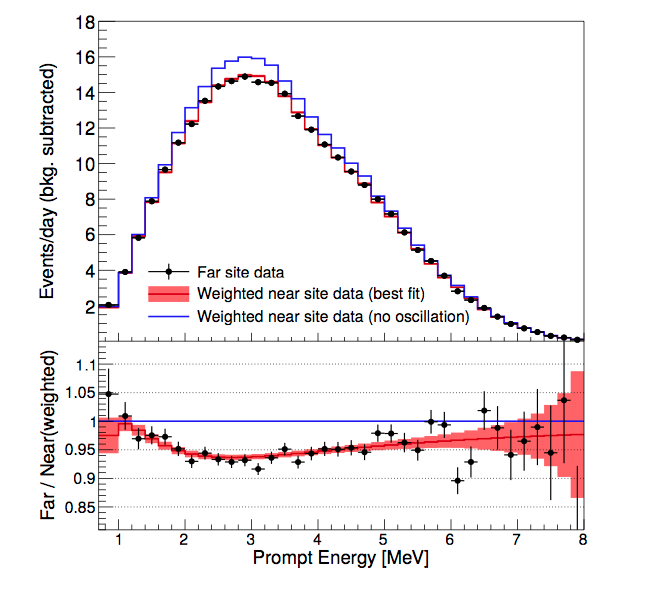 18
16
14
12
10
8
6
4
2
Events/day (bkg. subtracted)
Far site data
Weighted near site data (best fit)
Weighted near site data (no oscillation)
1.1
1.05
1
0.95
0.9
0.85
Far / Near(weighted)
1 2 3 4 5 6 7 8
Prompt Energy [MeV]